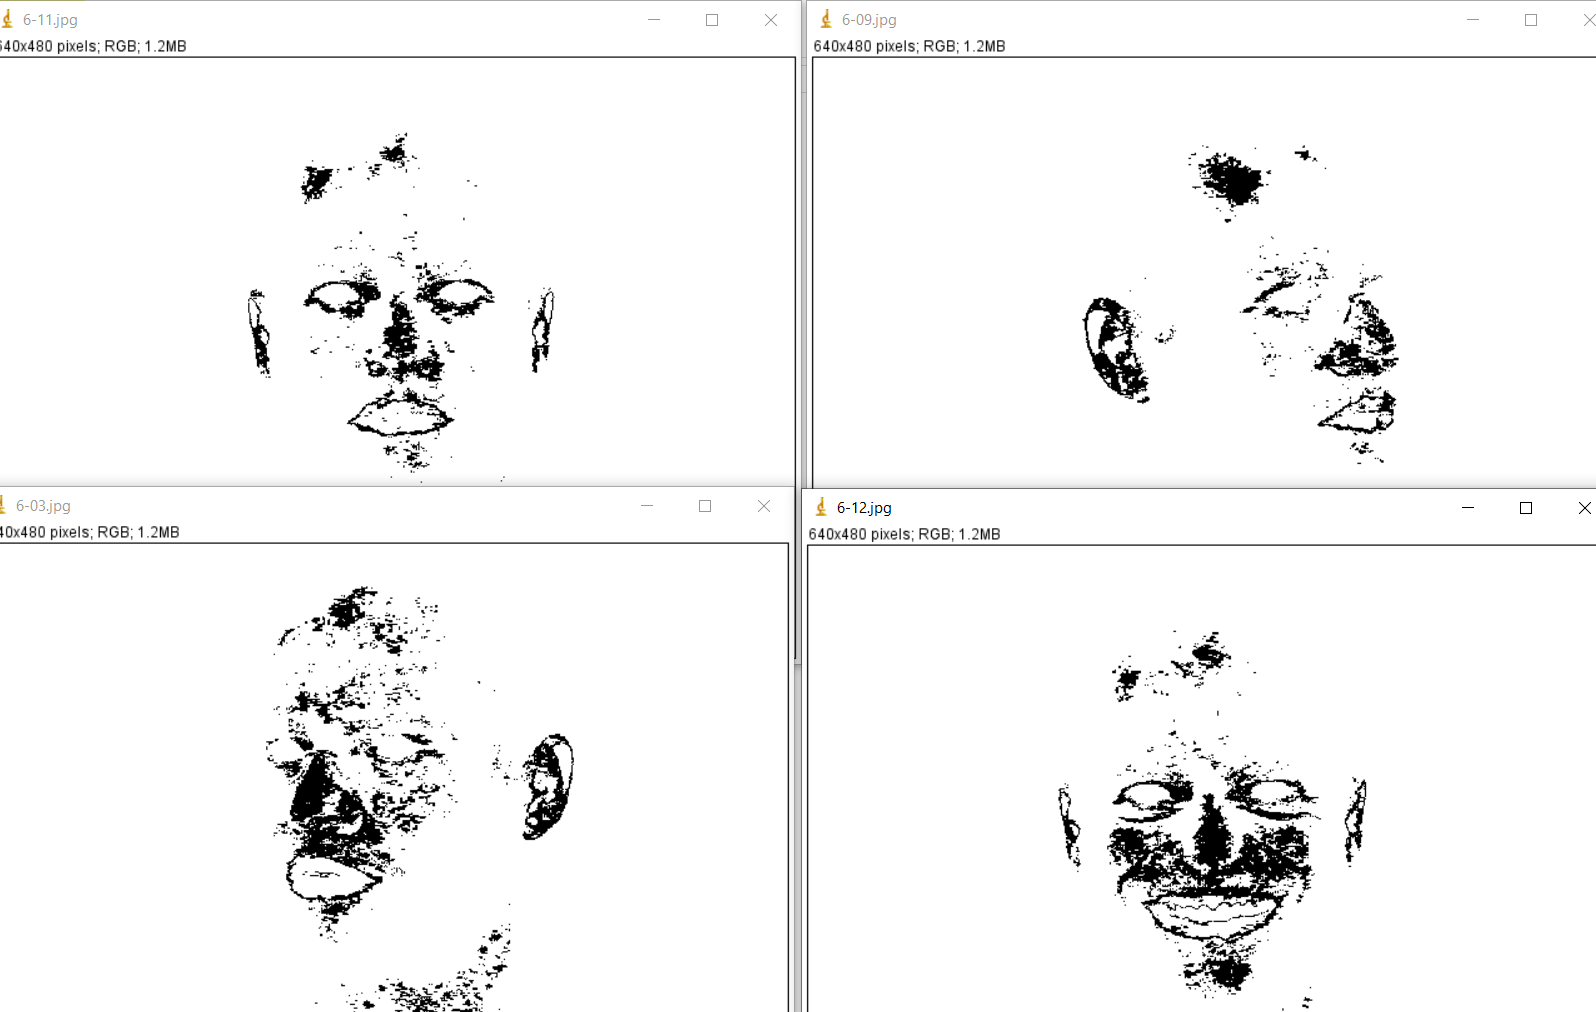 6-11.jpg
640x480 pixels; RGB; 1.2MB
6-09.jpg
640x480 pixels; RGB; 1.2MB
6-03.jpg
40x480 pixels; RGB; 1.2MB
6-12.jpg
640x480 pixels; RGB; 1.2MB